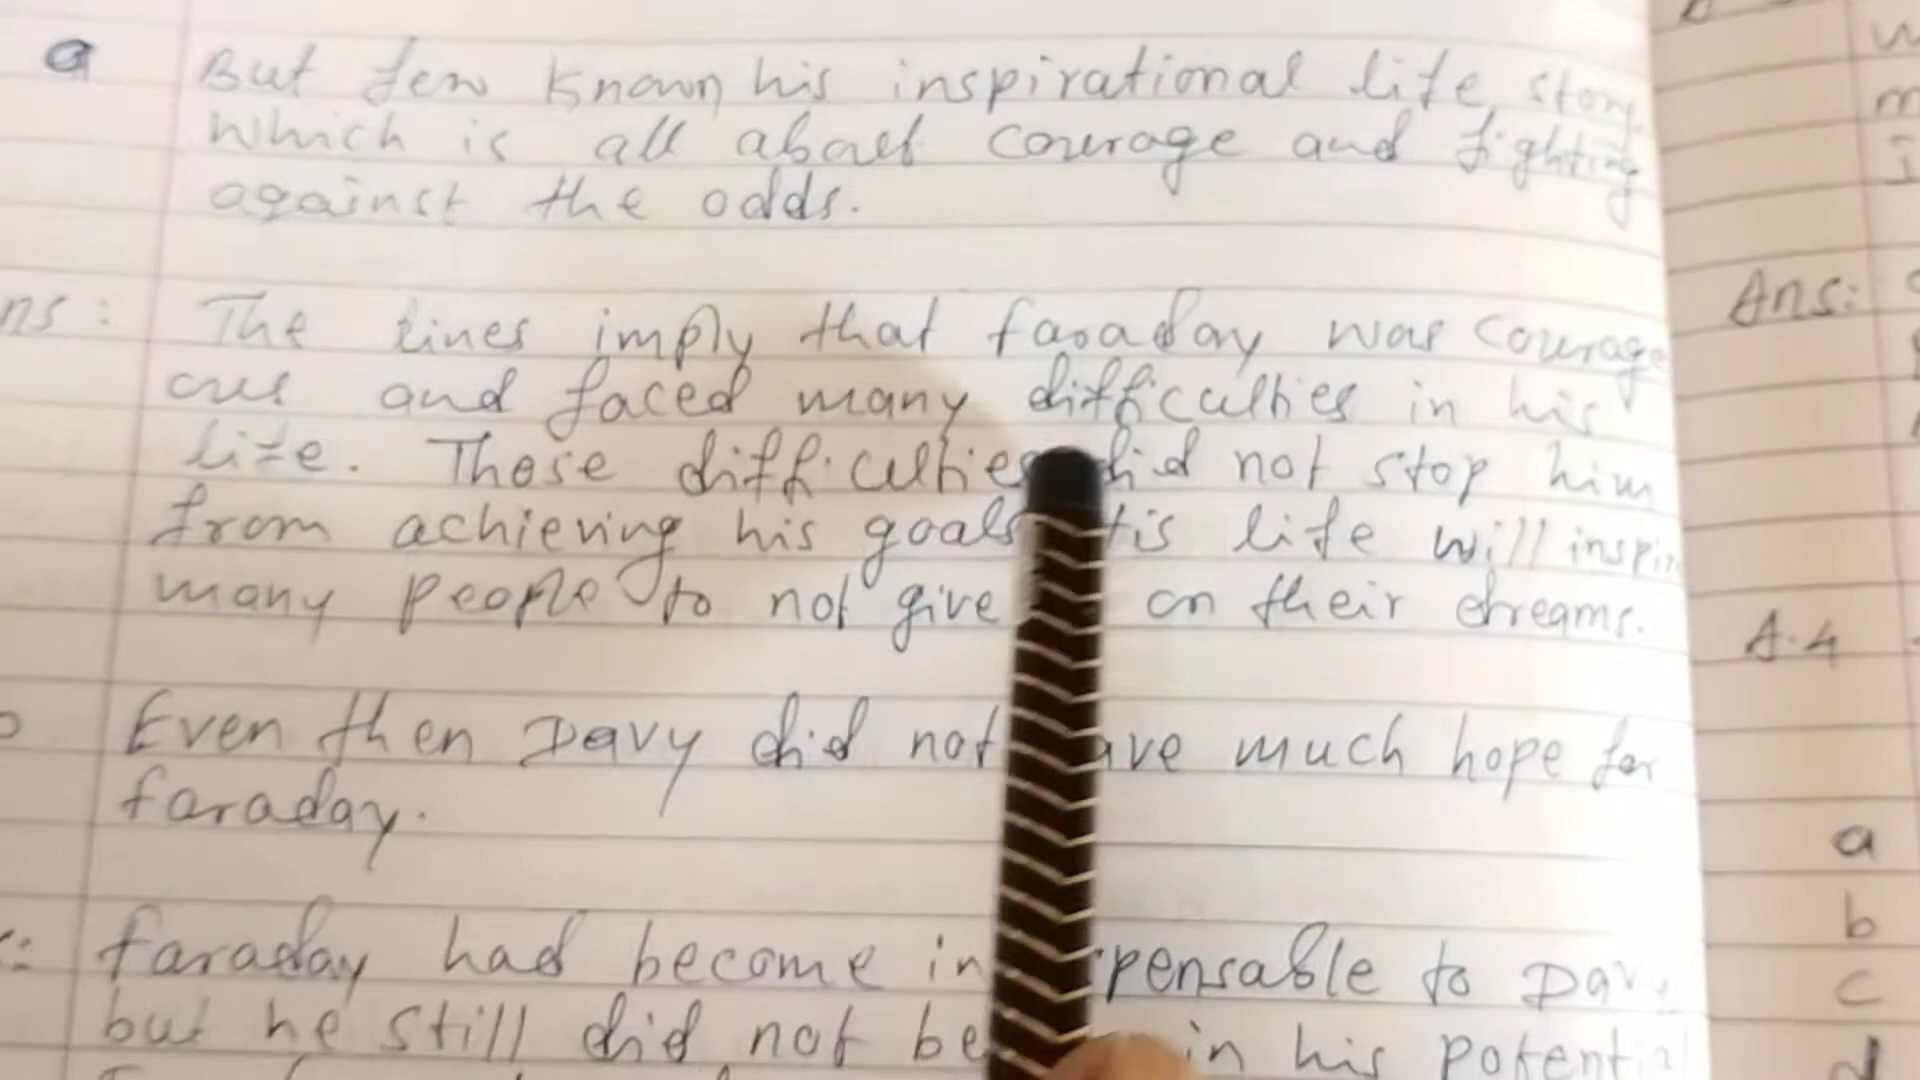 a But few known his inspirational life story
which is all about courage and fighting
against the odds.
ns: The lines imply that faraday was courage
ous and faced many difficulties in his
life. These difficulties did not stop him
from achieving his goals. His life will inspir
many people to not give on their dreams.
Even then Davy did not have much hope for
faraday.
faraday had become in pensable to Davy
but he still did not be in his potential
Ans:
A.4
a
b
c
d